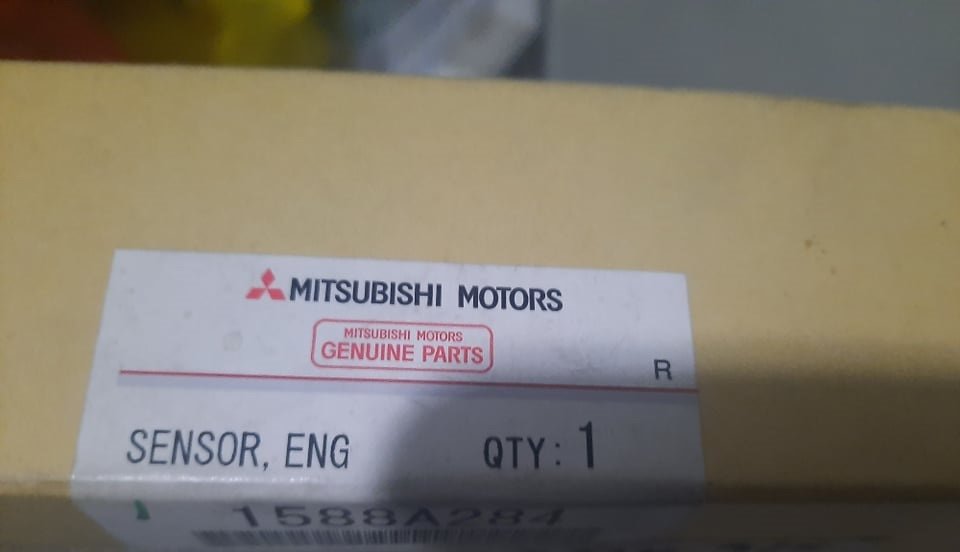 MITSUBISHI MOTORS
MITSUBISHI MOTORS
GENUINE PARTS
R
SENSOR, ENG QTY: 1
1588A284